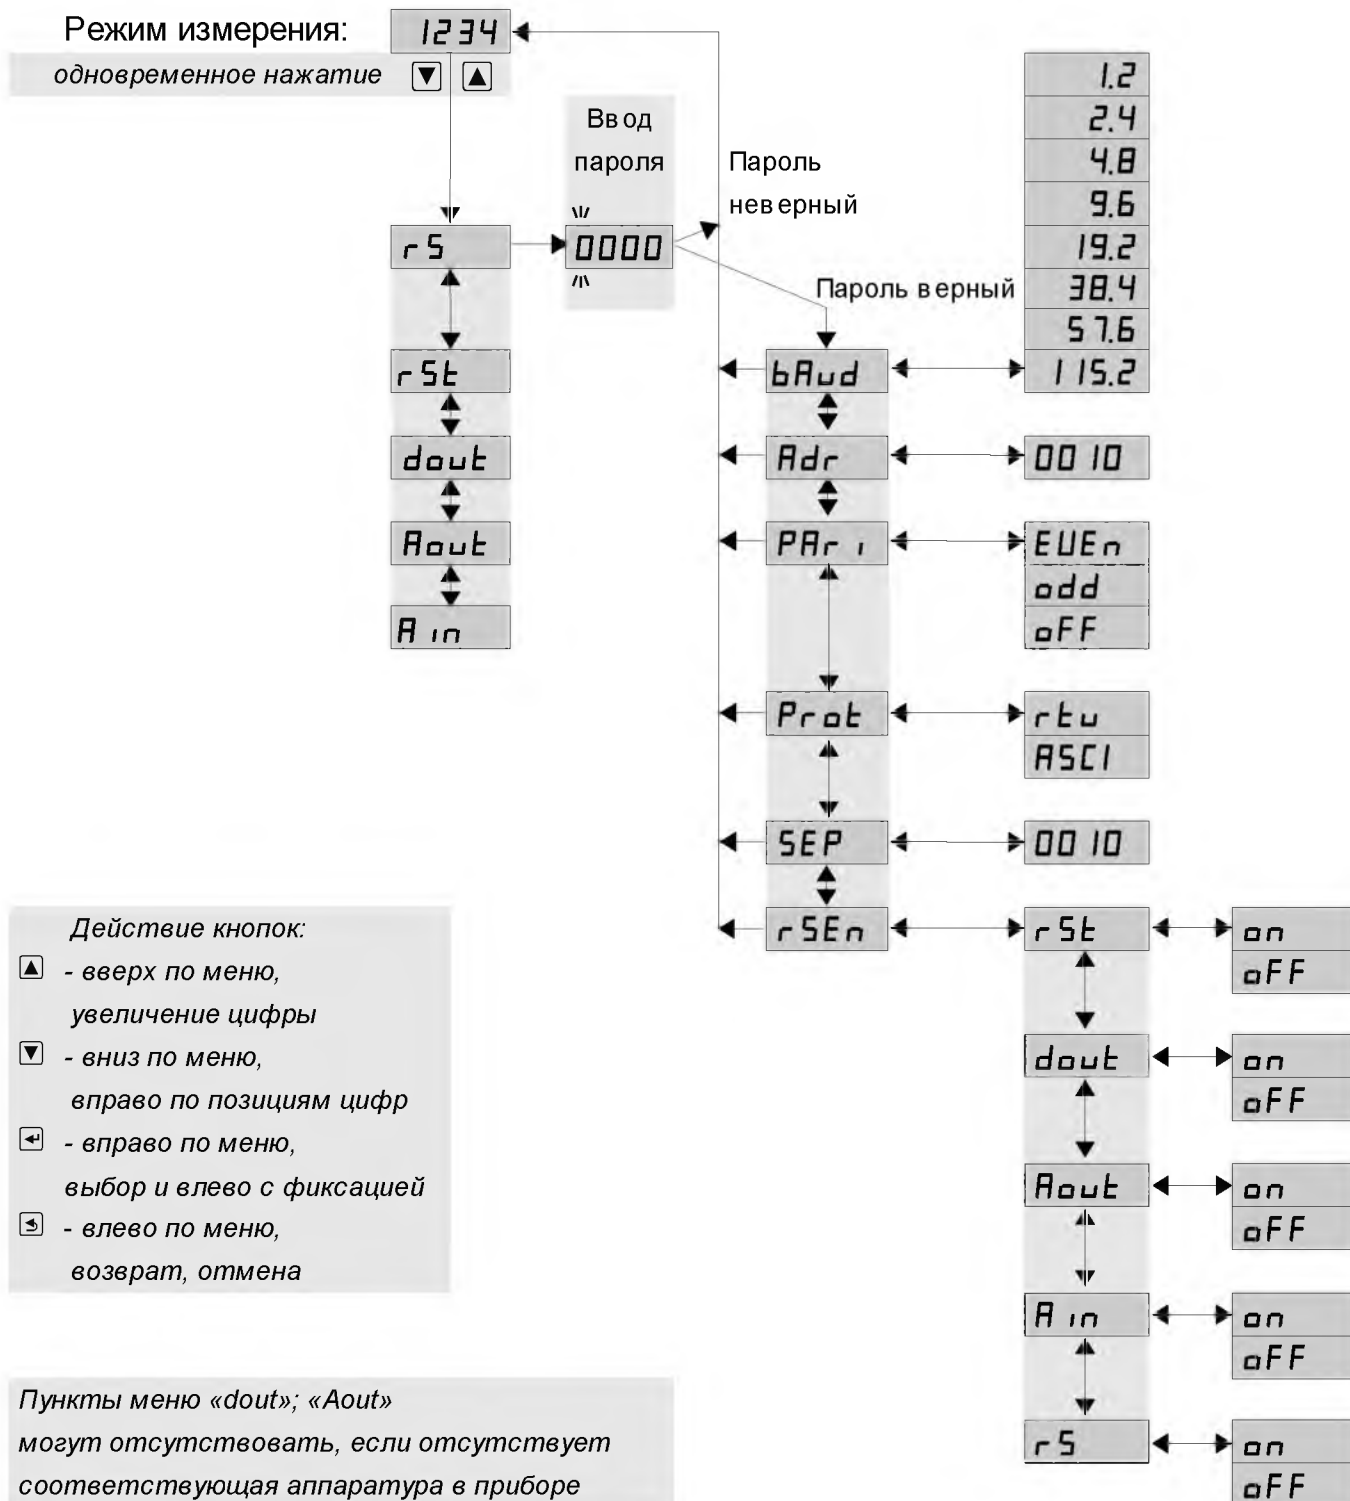 Режим измерения:
1234
одновременное нажатие
Ввод
пароля
Пароль
неверный
rS
0000
Пароль верный
1.2
2.4
4.8
9.6
19.2
38.4
57.6
115.2
rSt
dout
Aout
Ain
bAud
Adr
0010
PAri
EVEn
odd
oFF
Prot
rtu
ASCI
SEP
0010
rSEn
rSt
on
oFF
dout
on
oFF
Aout
on
oFF
Ain
on
oFF
rS
on
oFF
Действие кнопок:
- вверх по меню,
увеличение цифры
- вниз по меню,
вправо по позициям цифр
- вправо по меню,
выбор и влево с фиксацией
- влево по меню,
возврат, отмена
Пункты меню «dout»; «Aout»
могут отсутствовать, если отсутствует
соответствующая аппаратура в приборе